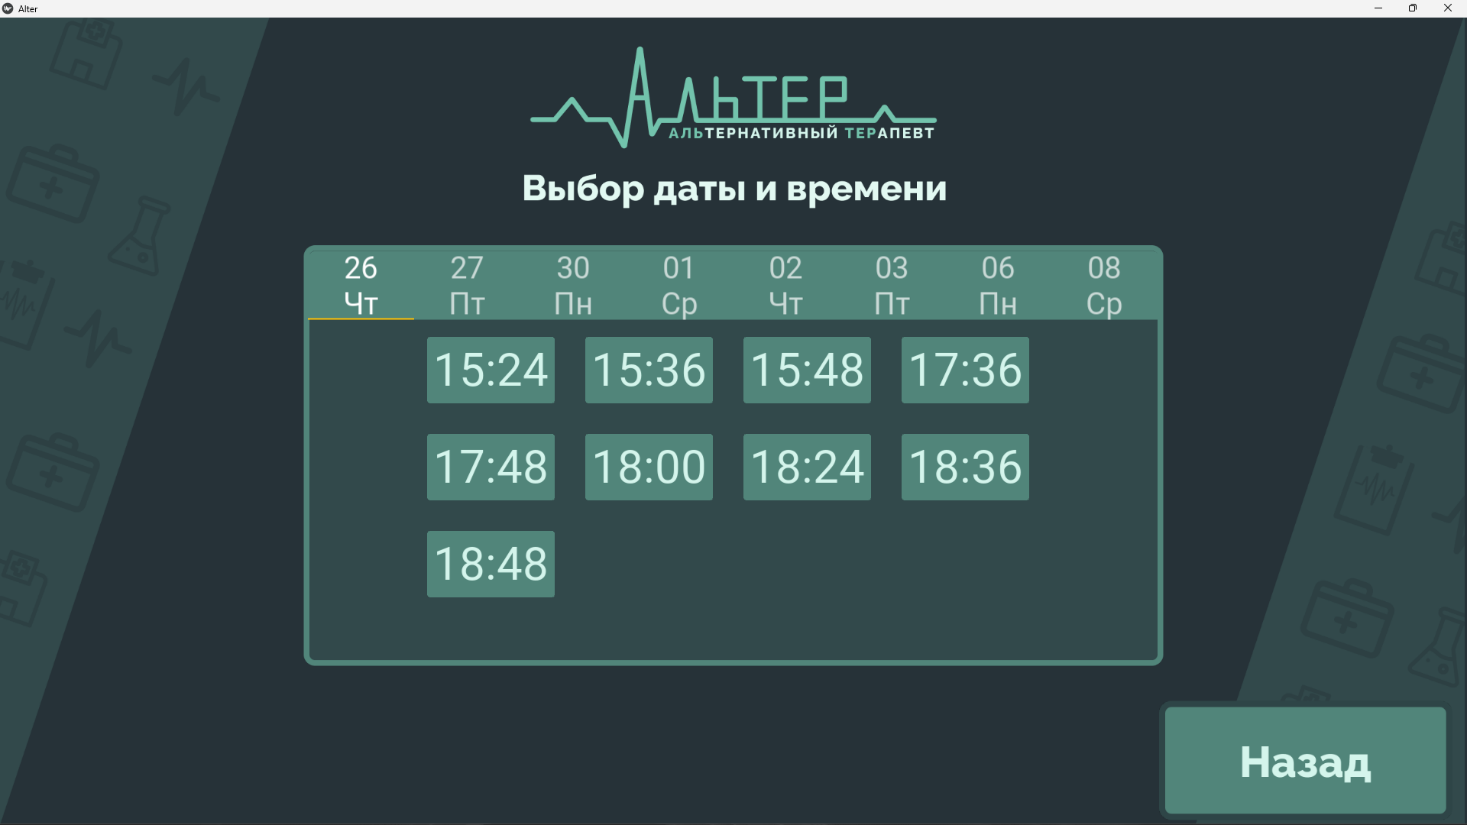 Alter
АЛЬТЕР
АЛЬТЕРНАТИВНЫЙ ТЕРАПЕВТ
Выбор даты и времени
26 27 30 01 02 03 06 08
Чт Пт Пн Ср Чт Пт Пн Ср
15:24 15:36 15:48 17:36
17:48 18:00 18:24 18:36
18:48
Назад